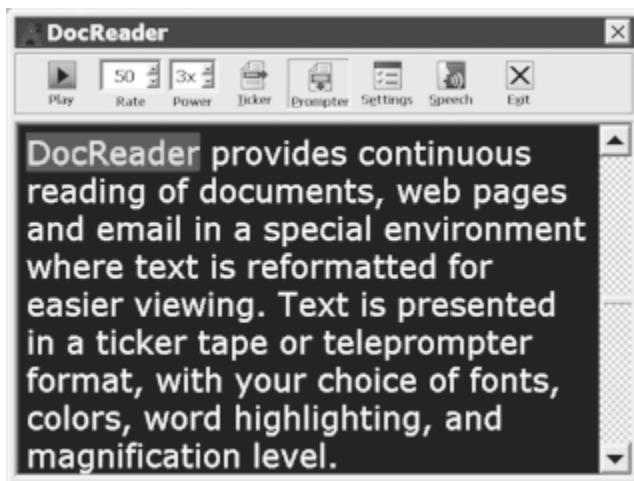 DocReader
50 3x
Play Rate Power Ticker Prompter Settings Speech Exit
DocReader provides continuous
reading of documents, web pages
and email in a special environment
where text is reformatted for
easier viewing. Text is presented
in a ticker tape or teleprompter
format, with your choice of fonts,
colors, word highlighting, and
magnification level.